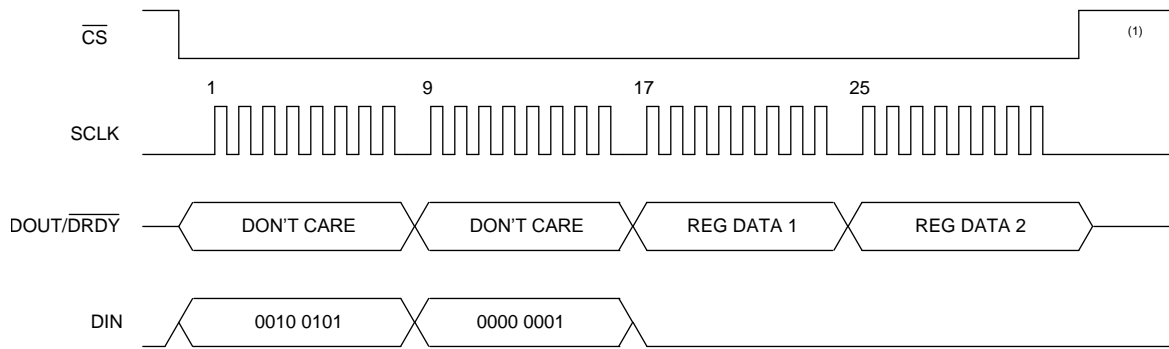 CS
(1)
1 9 17 25
SCLK
DOUT/DRDY DON'T CARE DON'T CARE REG DATA 1 REG DATA 2
DIN 0010 0101 0000 0001